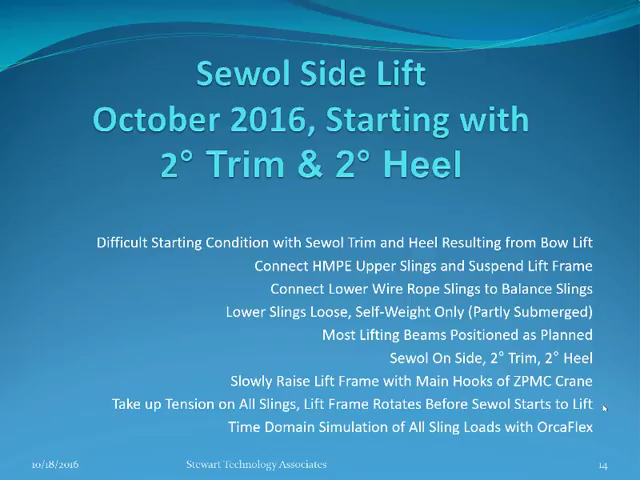 Sewol Side Lift
October 2016, Starting with
2° Trim & 2° Heel
Difficult Starting Condition with Sewol Trim and Heel Resulting from Bow Lift
Connect HMPE Upper Slings and Suspend Lift Frame
Connect Lower Wire Rope Slings to Balance Slings
Lower Slings Loose, Self-Weight Only (Partly Submerged)
Most Lifting Beams Positioned as Planned
Sewol On Side, 2° Trim, 2° Heel
Slowly Raise Lift Frame with Main Hooks of ZPMC Crane
Take up Tension on All Slings, Lift Frame Rotates Before Sewol Starts to Lift
Time Domain Simulation of All Sling Loads with OrcaFlex
10/18/2016 Stewart Technology Associates 14